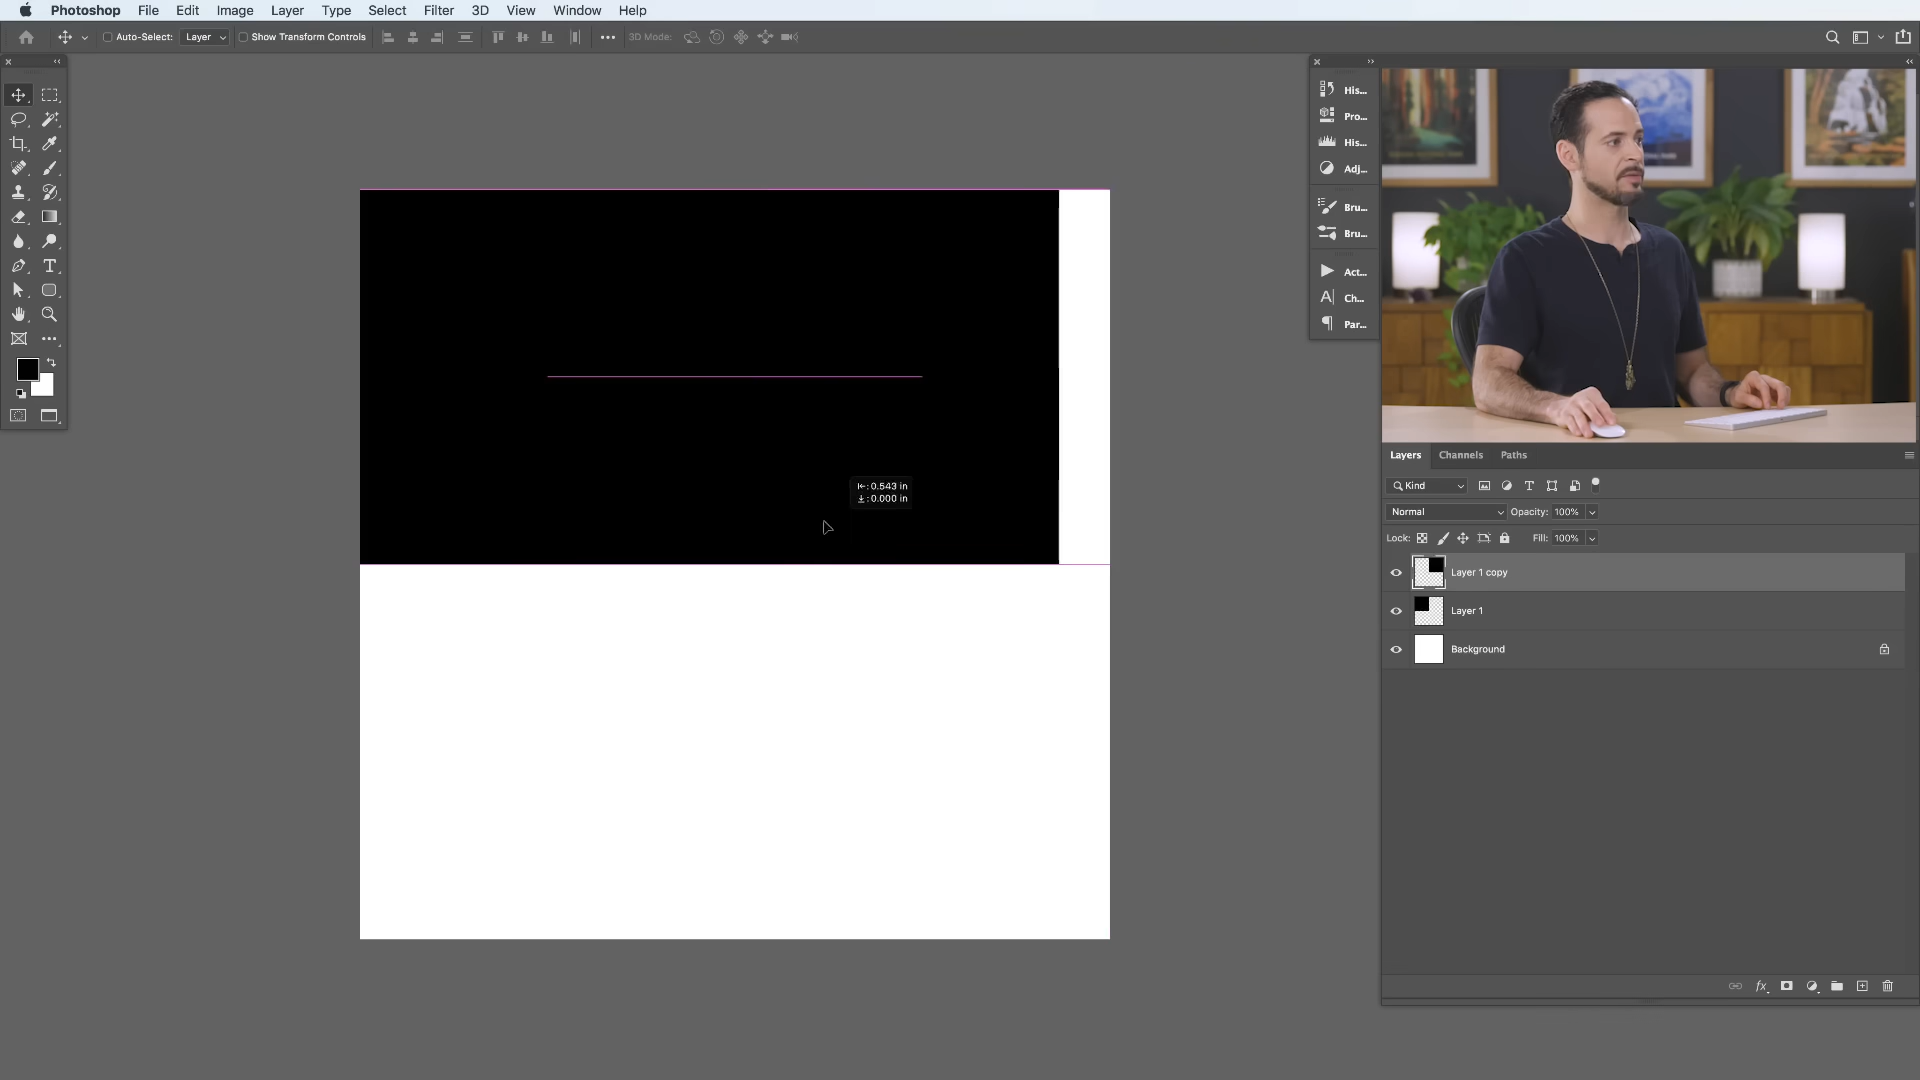 Photoshop File Edit Image Layer Type Select Filter 3D View Window Help
Auto-Select: Layer Show Transform Controls 3D Mode:
His...
Pro...
His...
Adj...
Bru...
Bru...
Act...
Ch...
Par...
0.543 in
0.000 in
Layers Channels Paths
Kind
Normal Opacity: 100%
Lock: Fill: 100%
Layer 1 copy
Layer 1
Background
fx